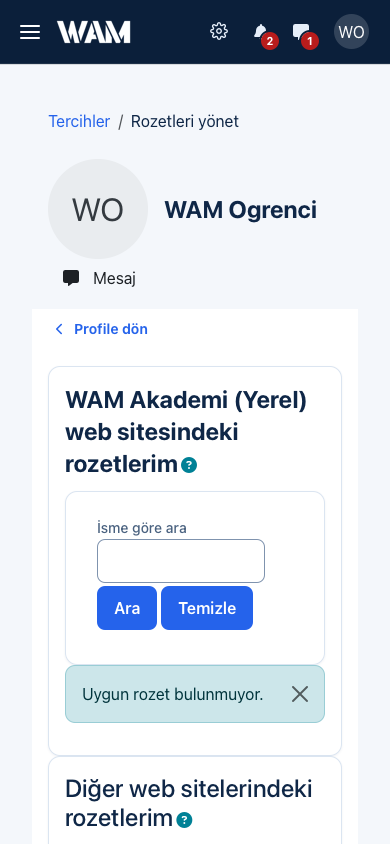 WAM
2
1
WO
Tercihler / Rozetleri yönet
WO
WAM Ogrenci
Mesaj
Profile dön
WAM Akademi (Yerel)
web sitesindeki
rozetlerim ?
İsme göre ara
Ara
Temizle
Uygun rozet bulunmuyor.
Diğer web sitelerindeki
rozetlerim ?